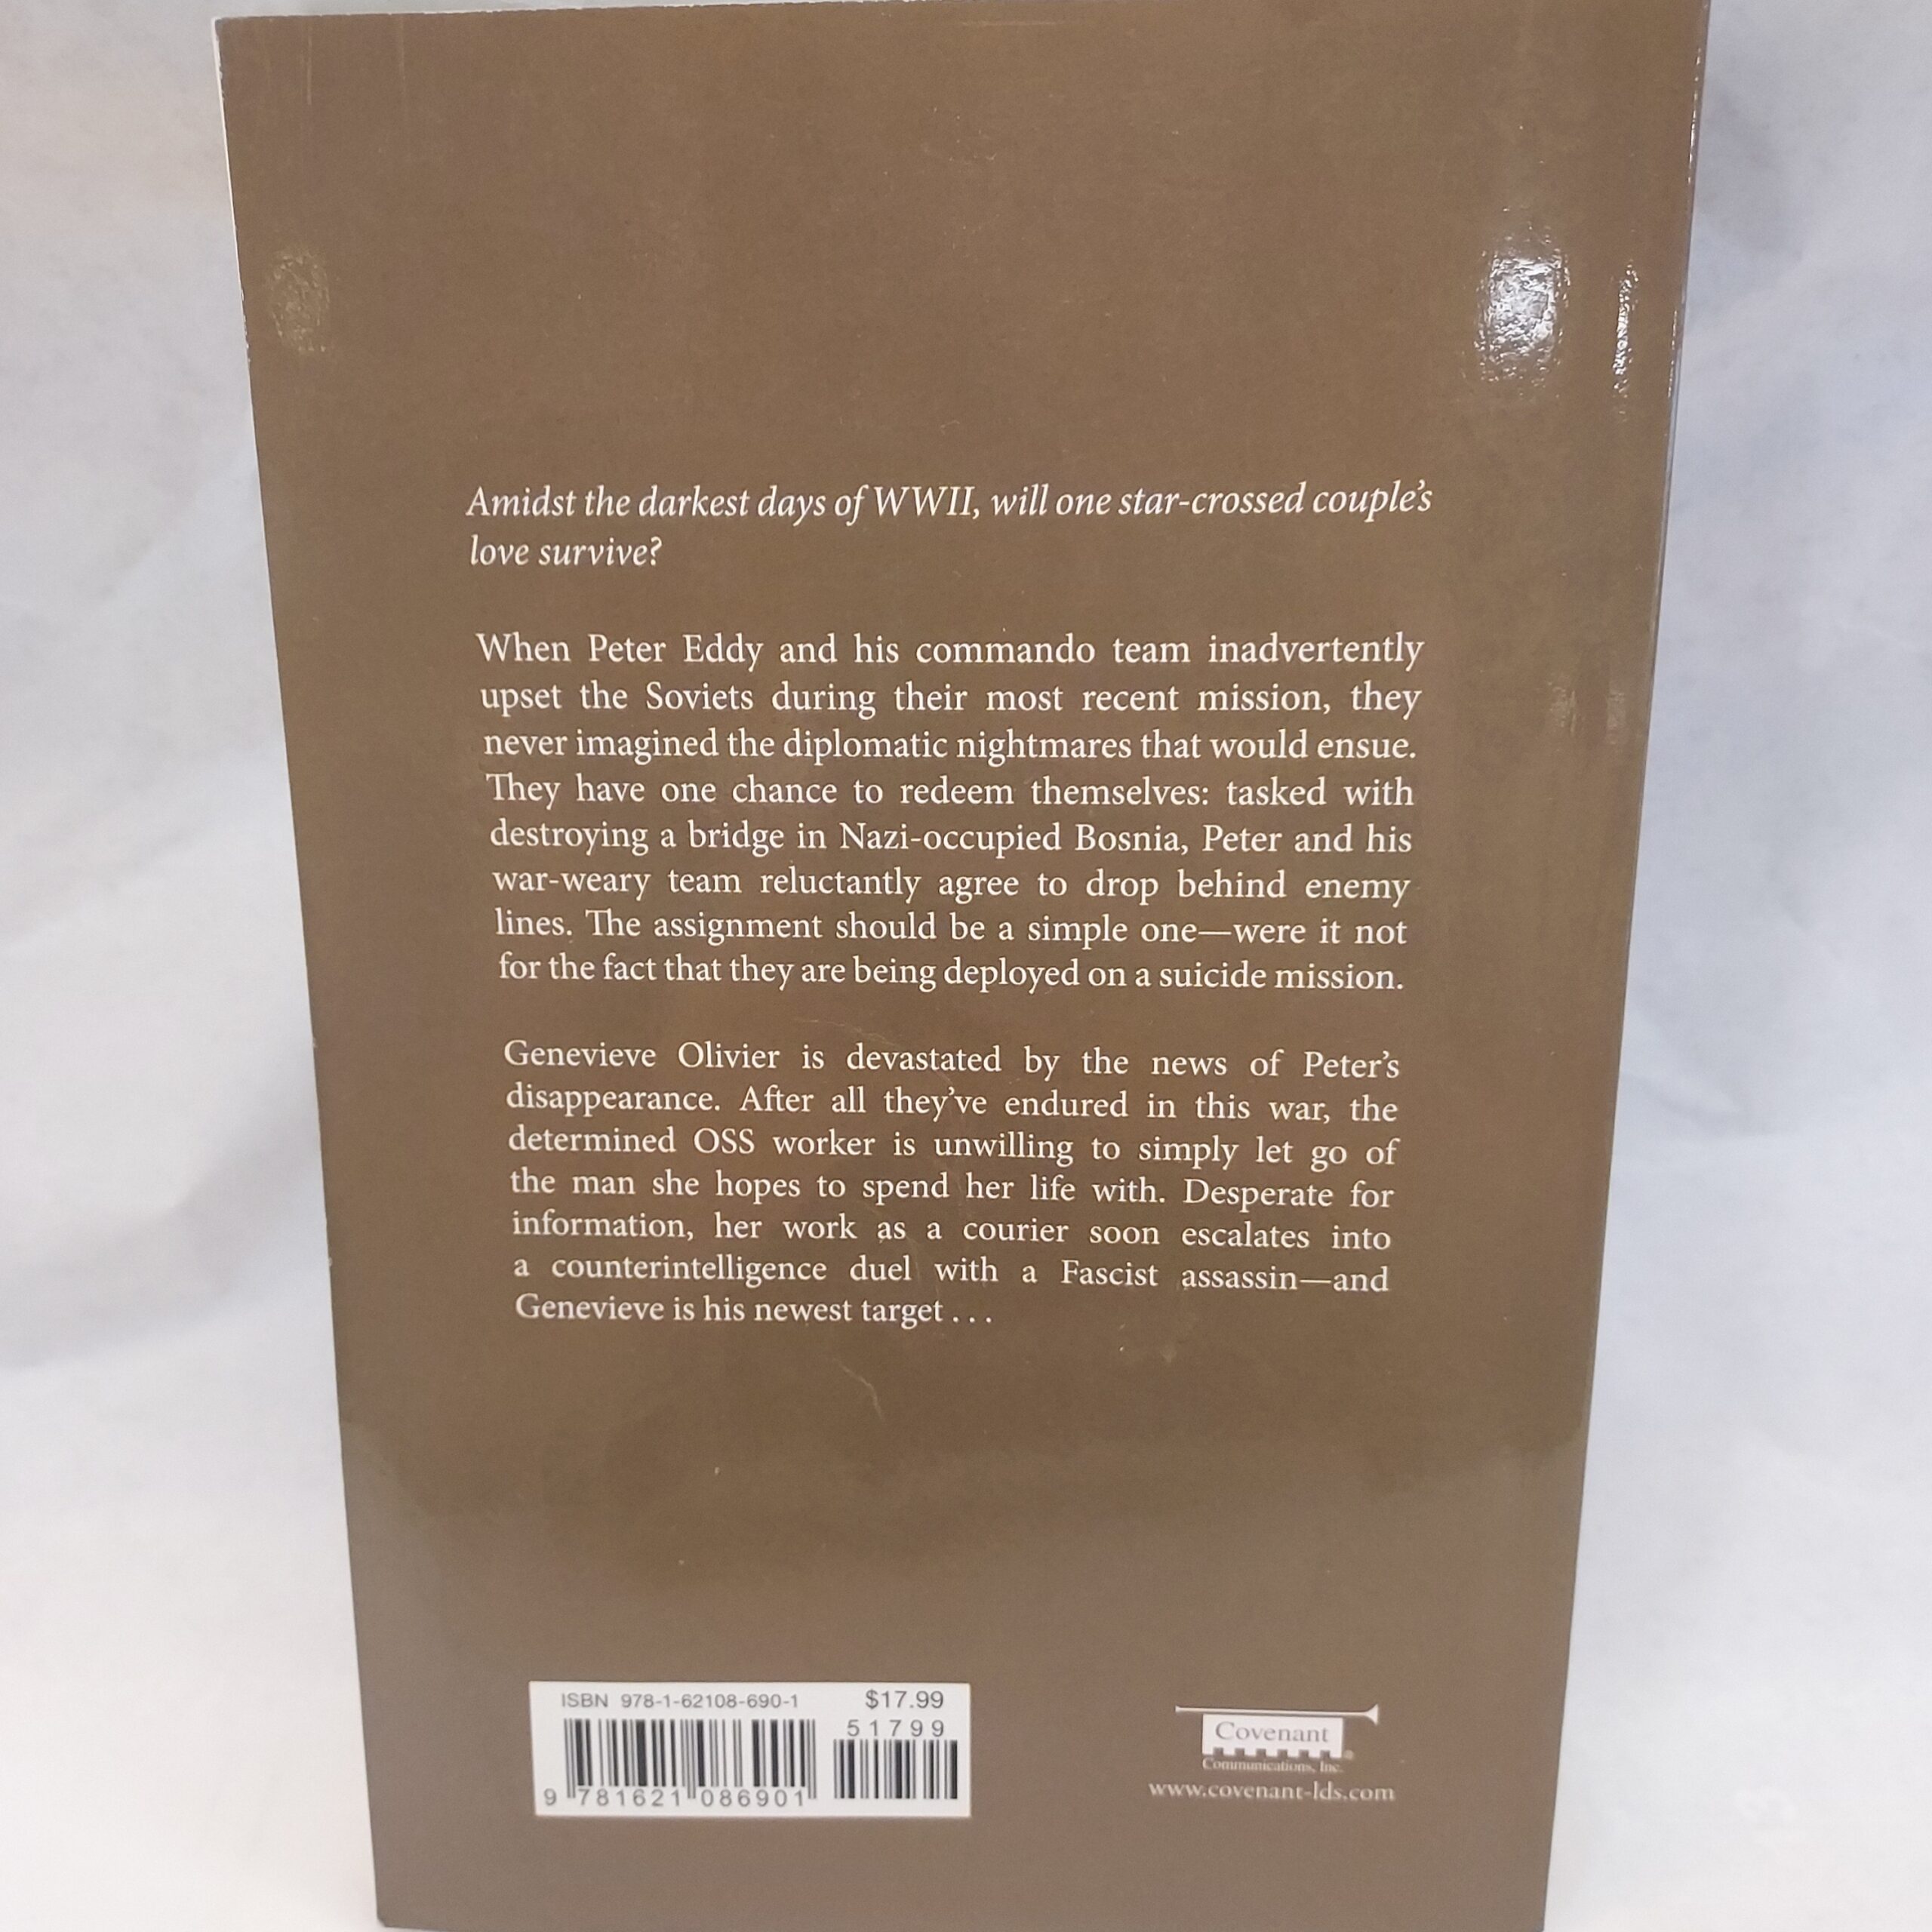 Amidst the darkest days of WWII, will one star-crossed couple's
love survive?
When Peter Eddy and his commando team inadvertently
upset the Soviets during their most recent mission, they
never imagined the diplomatic nightmares that would ensue.
They have one chance to redeem themselves: tasked with
destroying a bridge in Nazi-occupied Bosnia, Peter and his
war-weary team reluctantly agree to drop behind enemy
lines. The assignment should be a simple one—were it not
for the fact that they are being deployed on a suicide mission.
Genevieve Olivier is devastated by the news of Peter's
disappearance. After all they've endured in this war, the
determined OSS worker is unwilling to simply let go of
the man she hopes to spend her life with. Desperate for
information, her work as a courier soon escalates into
a counterintelligence duel with a Fascist assassin—and
Genevieve is his newest target . . .
ISBN 978-1-62108-690-1 $17.99
51799
9 781621 086901
Covenant
Communications, Inc.
www.covenant-lds.com